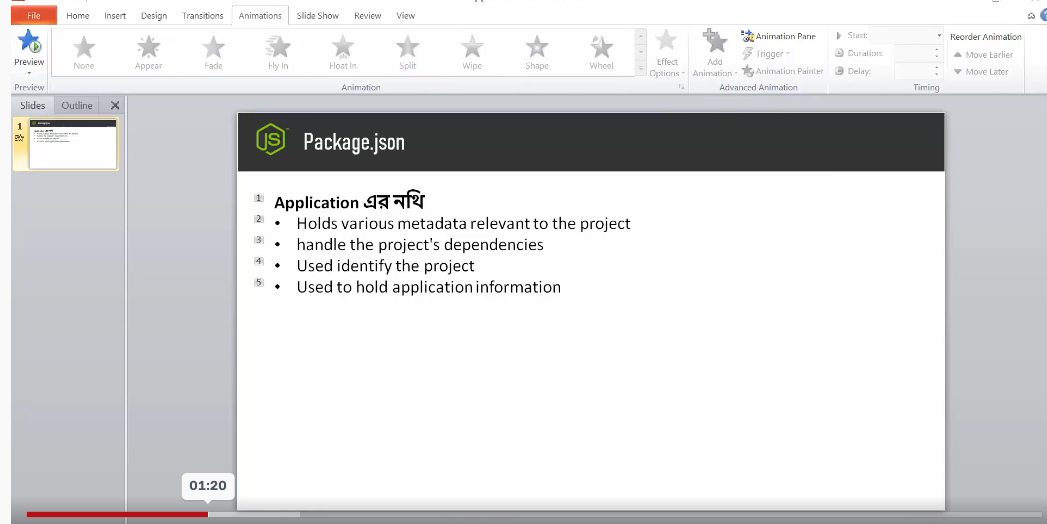 File Home Insert Design Transitions Animations Slide Show Review View
Preview
Preview
None Appear Fade Fly In Float In Split Wipe Shape Wheel
Animation
Effect Options
Add Animation
Animation Pane
Trigger
Animation Painter
Advanced Animation
Start:
Duration:
Delay:
Reorder Animation
Move Earlier
Move Later
Timing
Slides Outline
1
JS Package.json
1 Application এর নথি
2 • Holds various metadata relevant to the project
3 • handle the project's dependencies
4 • Used identify the project
5 • Used to hold application information
01:20